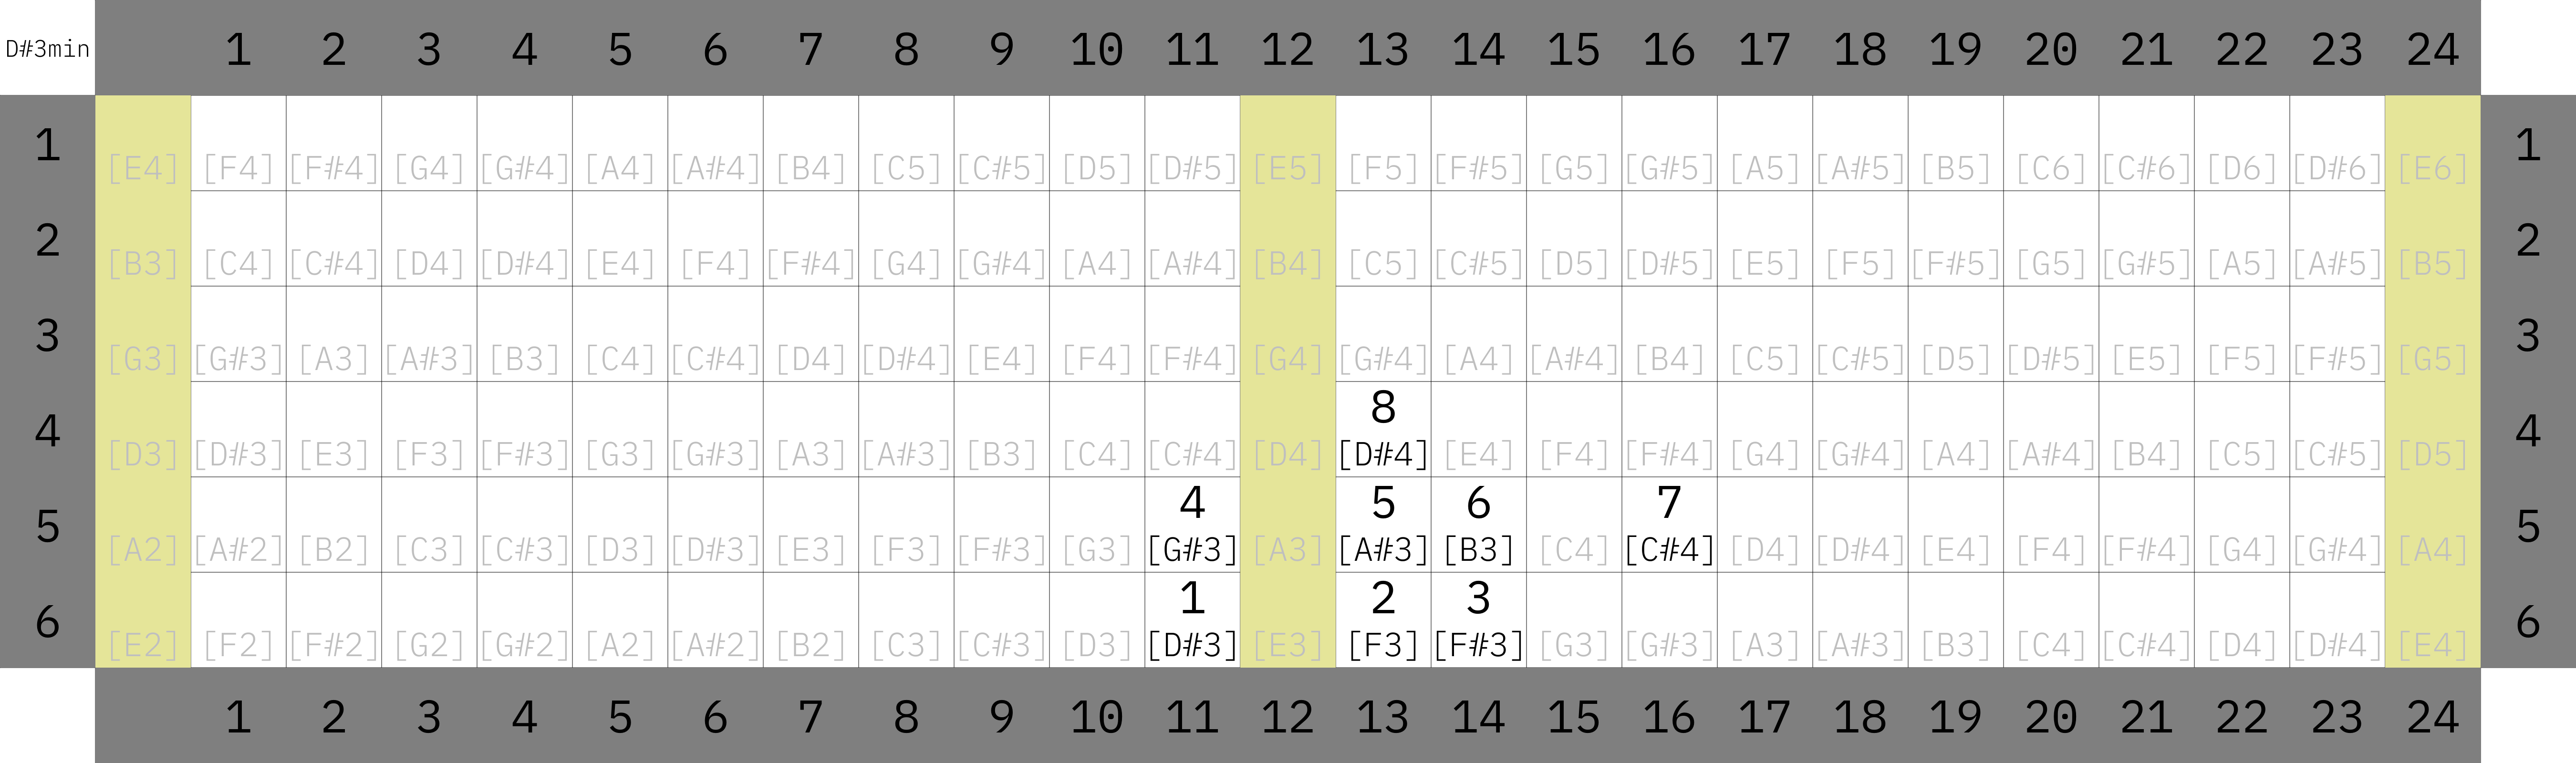 D#3min 1 2 3 4 5 6 7 8 9 10 11 12 13 14 15 16 17 18 19 20 21 22 23 24
1 [E4] [F4] [F#4] [G4] [G#4] [A4] [A#4] [B4] [C5] [C#5] [D5] [D#5] [E5] [F5] [F#5] [G5] [G#5] [A5] [A#5] [B5] [C6] [C#6] [D6] [D#6] [E6] 1
2 [B3] [C4] [C#4] [D4] [D#4] [E4] [F4] [F#4] [G4] [G#4] [A4] [A#4] [B4] [C5] [C#5] [D5] [D#5] [E5] [F5] [F#5] [G5] [G#5] [A5] [A#5] [B5] 2
3 [G3] [G#3] [A3] [A#3] [B3] [C4] [C#4] [D4] [D#4] [E4] [F4] [F#4] [G4] [G#4] [A4] [A#4] [B4] [C5] [C#5] [D5] [D#5] [E5] [F5] [F#5] [G5] 3
8
4 [D3] [D#3] [E3] [F3] [F#3] [G3] [G#3] [A3] [A#3] [B3] [C4] [C#4] [D4] [D#4] [E4] [F4] [F#4] [G4] [G#4] [A4] [A#4] [B4] [C5] [C#5] [D5] 4
4 5 6 7
5 [A2] [A#2] [B2] [C3] [C#3] [D3] [D#3] [E3] [F3] [F#3] [G3] [G#3] [A3] [A#3] [B3] [C4] [C#4] [D4] [D#4] [E4] [F4] [F#4] [G4] [G#4] [A4] 5
1 2 3
6 [E2] [F2] [F#2] [G2] [G#2] [A2] [A#2] [B2] [C3] [C#3] [D3] [D#3] [E3] [F3] [F#3] [G3] [G#3] [A3] [A#3] [B3] [C4] [C#4] [D4] [D#4] [E4] 6
1 2 3 4 5 6 7 8 9 10 11 12 13 14 15 16 17 18 19 20 21 22 23 24